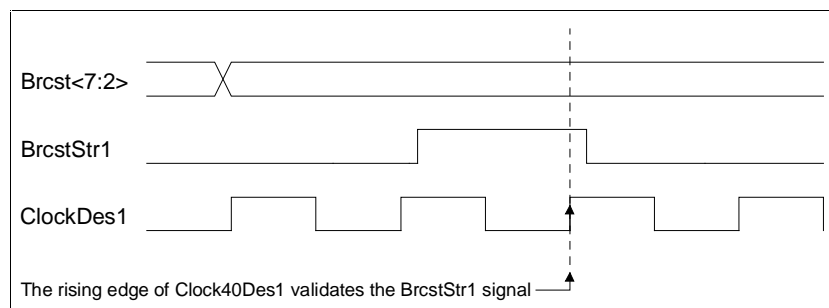 Brcst<7:2>
BrcstStr1
ClockDes1
The rising edge of Clock40Des1 validates the BrcstStr1 signal